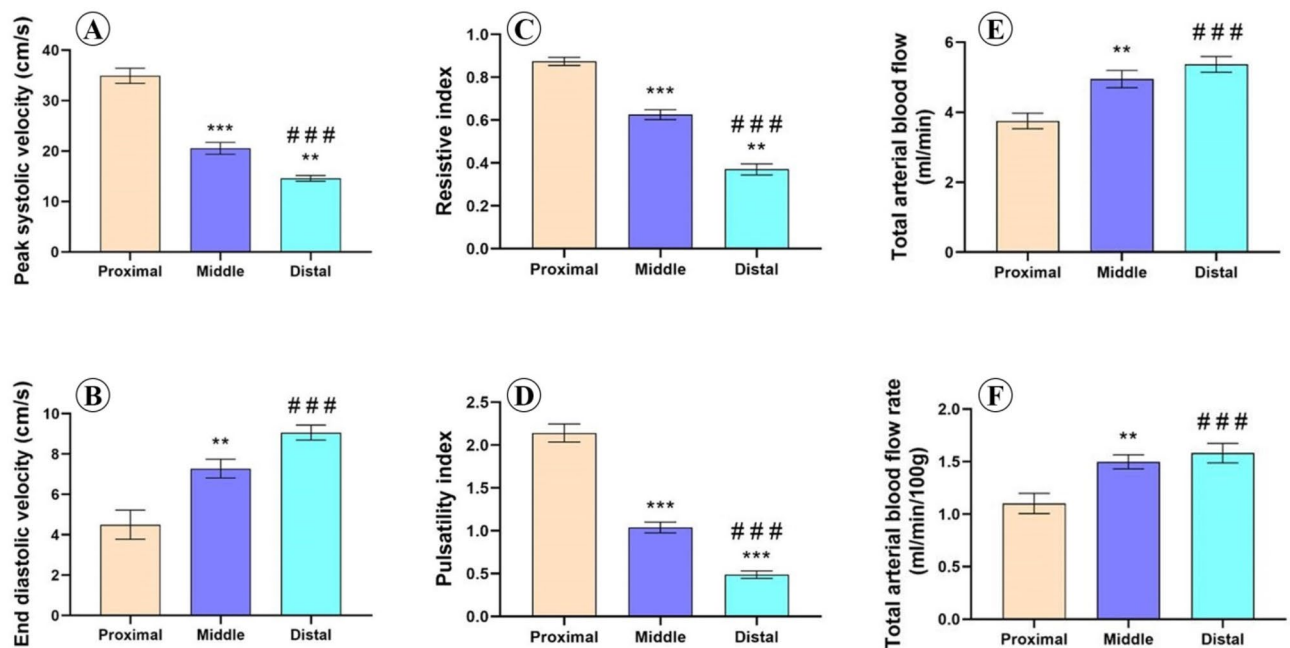 A
Peak systolic velocity (cm/s)
40
30
20
10
0
***
###
**
Proximal Middle Distal
C
Resistive index
1.0
0.8
0.6
0.4
0.2
0.0
***
###
**
Proximal Middle Distal
E
Total arterial blood flow
(ml/min)
6
4
2
0
**
###
Proximal Middle Distal
B
End diastolic velocity (cm/s)
10
8
6
4
2
0
**
###
Proximal Middle Distal
D
Pulsatility index
2.5
2.0
1.5
1.0
0.5
0.0
***
###
***
Proximal Middle Distal
F
Total arterial blood flow rate
(ml/min/100g)
2.0
1.5
1.0
0.5
0.0
**
###
Proximal Middle Distal